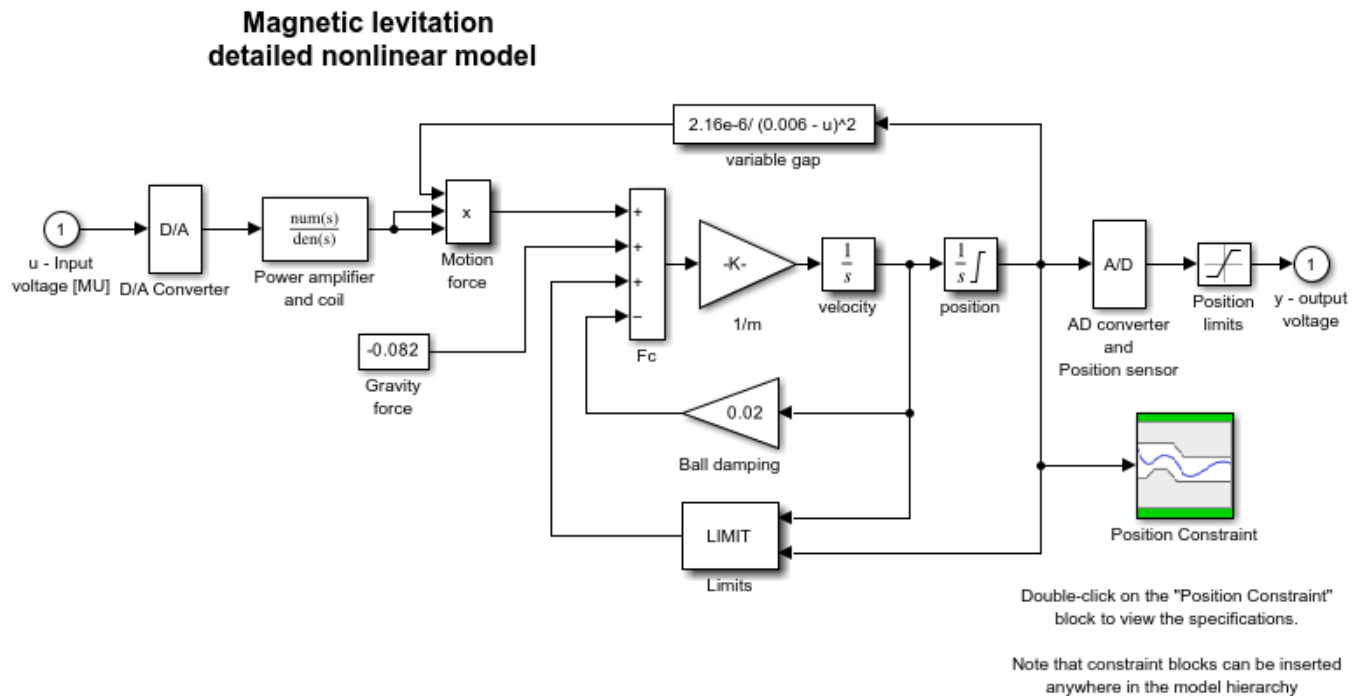 Magnetic levitation
detailed nonlinear model
2.16e-6/ (0.006 - u)^2
variable gap
1
u - Input
voltage [MU]
D/A
D/A Converter
num(s)
den(s)
Power amplifier
and coil
x
Motion
force
-0.082
Gravity
force
+
+
+
−
Fc
-K-
1/m
1
s
velocity
1
s
position
A/D
AD converter
and
Position sensor
Position
limits
1
y - output
voltage
0.02
Ball damping
LIMIT
Limits
Position Constraint
Double-click on the "Position Constraint"
block to view the specifications.
Note that constraint blocks can be inserted
anywhere in the model hierarchy